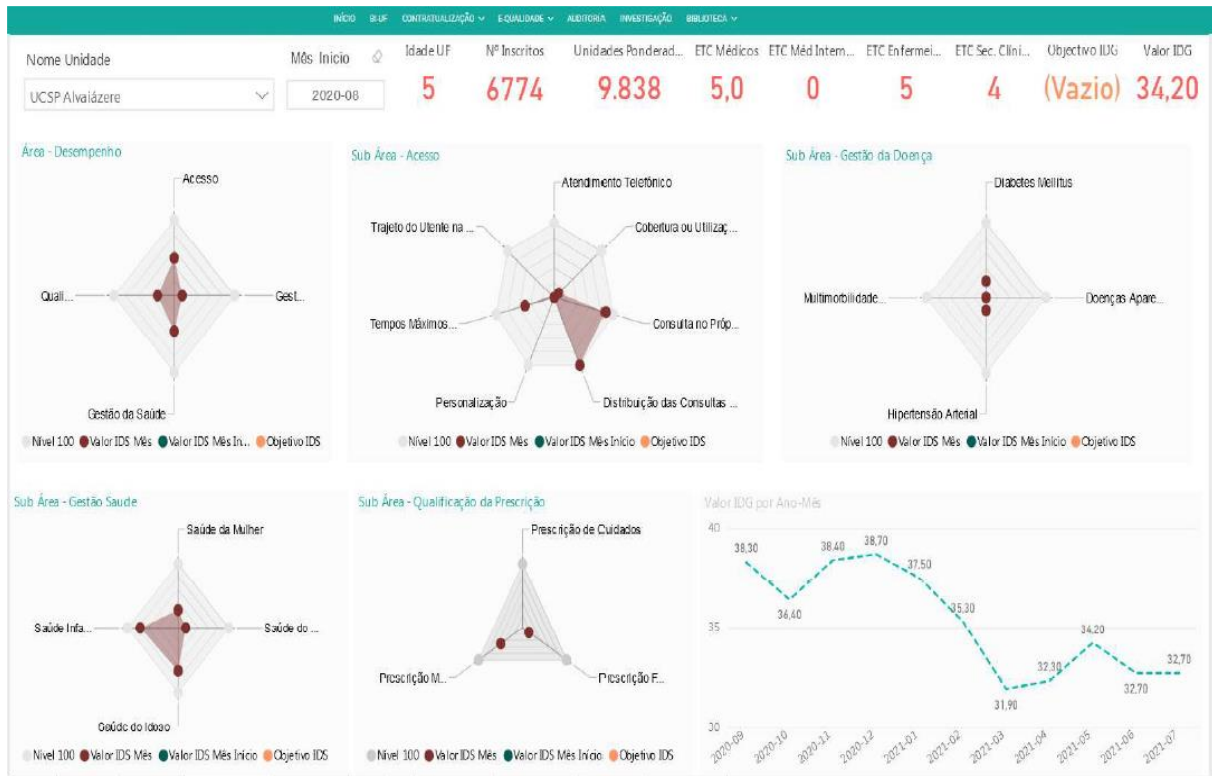 INÍCIO BI-UF CONTRATUALIZAÇÃO E-QUALIDADE AUDITORIA INVESTIGAÇÃO BIBLIOTECA
Nome Unidade
UCSP Alvaiázere
Mês Inicio
2020-08
Idade UF
5
Nº Inscritos
6774
Unidades Ponderad...
9.838
ETC Médicos
5,0
ETC Méd Intern...
0
ETC Enfermei...
5
ETC Sec. Clíni...
4
Objectivo IDG
(Vazio)
Valor IDG
34,20
Área - Desempenho
Acesso
Quali...
Gest...
Gestão da Saúde
Nível 100 Valor IDS Mês Valor IDS Mês In... Objetivo IDS
Sub Área - Acesso
Atendimento Telefónico
Trajeto do Utente na ...
Cobertura ou Utilizaç...
Tempos Máximos...
Consulta no Próp...
Personalização
Distribuição das Consultas ...
Nível 100 Valor IDS Mês Valor IDS Mês Início Objetivo IDS
Sub Área - Gestão da Doença
Diabetes Mellitus
Multimorbilidade...
Doenças Apare...
Hipertensão Arterial
Nível 100 Valor IDS Mês Valor IDS Mês Início Objetivo IDS
Sub Área - Gestão Saude
Saúde da Mulher
Saúde Infa...
Saúde do ...
Saúde do Idoso
Nível 100 Valor IDS Mês Valor IDS Mês Início Objetivo IDS
Sub Área - Qualificação da Prescrição
Prescrição de Cuidados
Prescrição M...
Prescrição F...
Nível 100 Valor IDS Mês Valor IDS Mês Início Objetivo IDS
Valor IDG por Ano-Mês
40
38,30
38,40
38,70
37,50
36,40
35,30
35
34,20
32,30
32,70
32,70
31,90
30
2020-09 2020-10 2020-11 2020-12 2021-01 2021-02 2021-03 2021-04 2021-05 2021-06 2021-07